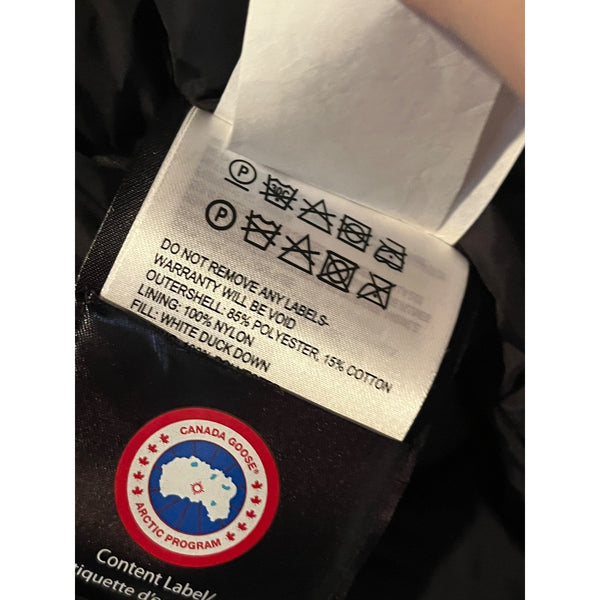 P 30C
P
DO NOT REMOVE ANY LABELS-
WARRANTY WILL BE VOID
OUTERSHELL: 85% POLYESTER, 15% COTTON
LINING: 100% NYLON
FILL: WHITE DUCK DOWN
CANADA GOOSE®
ARCTIC PROGRAM
Content Label/